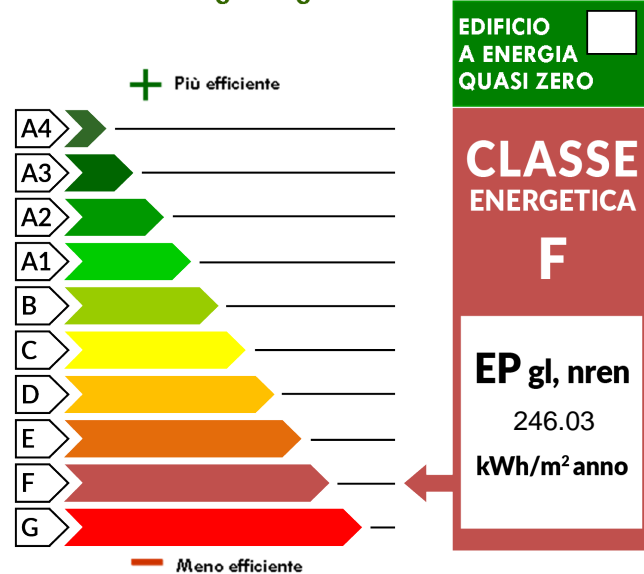 EDIFICIO
A ENERGIA
QUASI ZERO
Più efficiente
A4
A3
A2
A1
B
C
D
E
F
G
Meno efficiente
CLASSE
ENERGETICA
F
EP gl, nren
246.03
kWh/m² anno